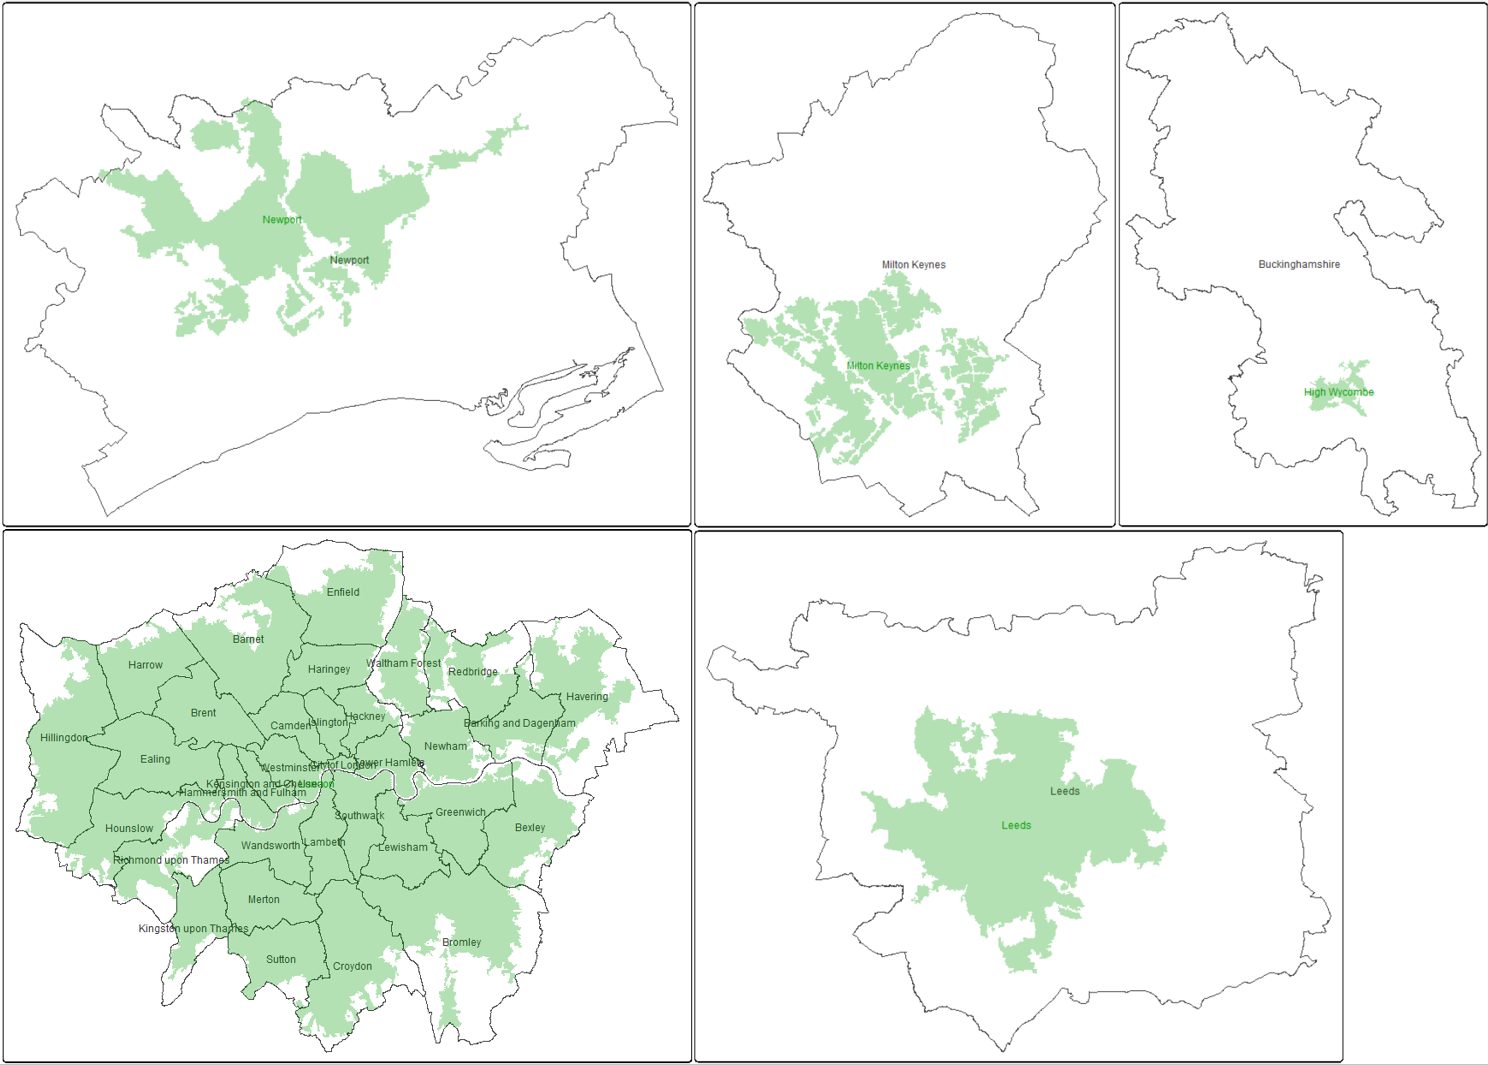 Newport
Newport
Milton Keynes
Milton Keynes
Buckinghamshire
High Wycombe
Enfield
Barnet
Harrow
Haringey
Waltham Forest
Redbridge
Havering
Brent
Camden
Islington
Hackney
Barking and Dagenham
Hillingdon
Ealing
Newham
Westminster
City of London
Tower Hamlets
Kensington and Chelsea
London
Hammersmith and Fulham
Hounslow
Southwark
Greenwich
Bexley
Wandsworth
Lambeth
Lewisham
Richmond upon Thames
Merton
Kingston upon Thames
Bromley
Sutton
Croydon
Leeds
Leeds